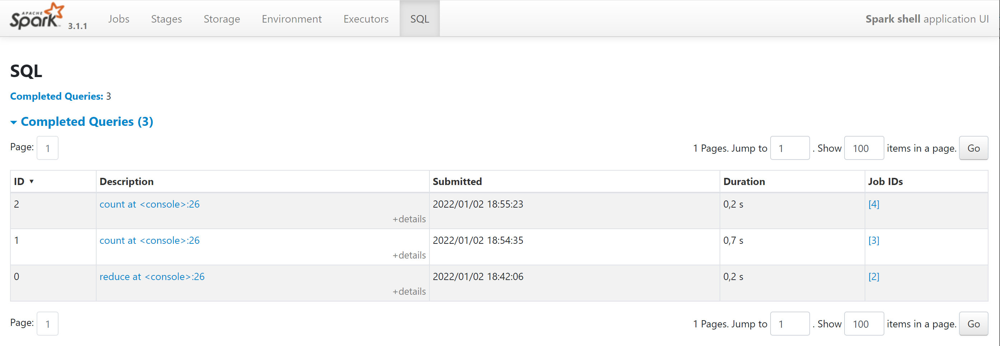 APACHE Spark 3.1.1 Jobs Stages Storage Environment Executors SQL Spark shell application UI
SQL
Completed Queries: 3
Completed Queries (3)
Page: 1 1 Pages. Jump to 1 . Show 100 items in a page. Go
ID ▼ Description Submitted Duration Job IDs
2 count at <console>:26 2022/01/02 18:55:23 0,2 s [4]
+details
1 count at <console>:26 2022/01/02 18:54:35 0,7 s [3]
+details
0 reduce at <console>:26 2022/01/02 18:42:06 0,2 s [2]
+details
Page: 1 1 Pages. Jump to 1 . Show 100 items in a page. Go